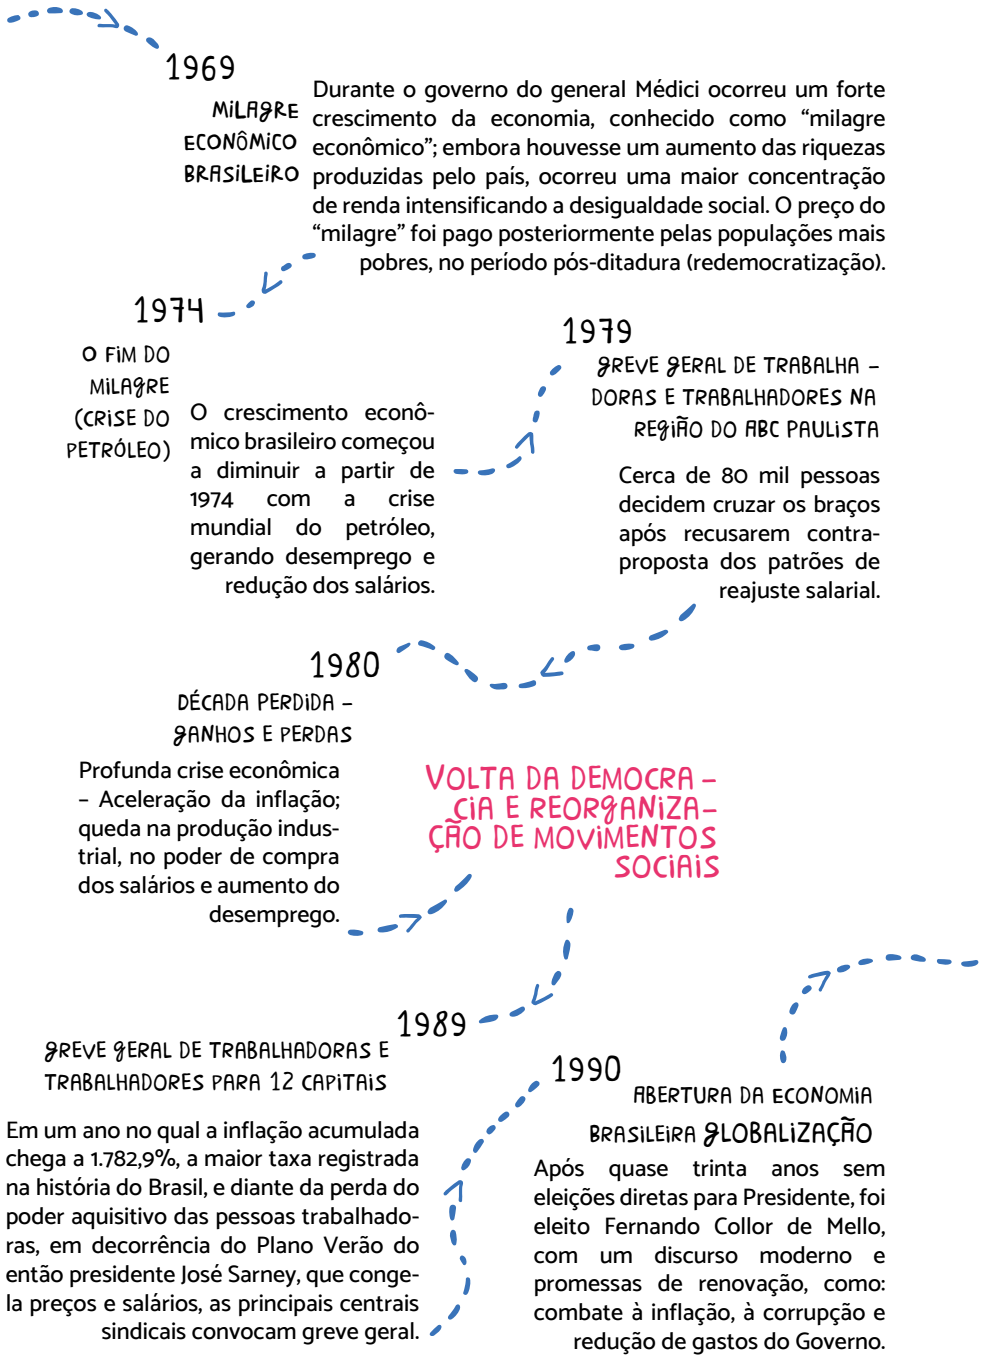 1969
MILAGRE
ECONÔMICO
BRASILEIRO
Durante o governo do general Médici ocorreu um forte
crescimento da economia, conhecido como “milagre
econômico”; embora houvesse um aumento das riquezas
produzidas pelo país, ocorreu uma maior concentração
de renda intensificando a desigualdade social. O preço do
“milagre” foi pago posteriormente pelas populações mais
pobres, no período pós-ditadura (redemocratização).
1974
O FIM DO
MILAGRE
(CRISE DO
PETRÓLEO)
O crescimento econô-
mico brasileiro começou
a diminuir a partir de
1974 com a crise
mundial do petróleo,
gerando desemprego e
redução dos salários.
1979
GREVE GERAL DE TRABALHA -
DORAS E TRABALHADORES NA
REGIÃO DO ABC PAULISTA
Cerca de 80 mil pessoas
decidem cruzar os braços
após recusarem contra-
proposta dos patrões de
reajuste salarial.
1980
DÉCADA PERDIDA –
GANHOS E PERDAS
Profunda crise econômica
– Aceleração da inflação;
queda na produção indus-
trial, no poder de compra
dos salários e aumento do
desemprego.
VOLTA DA DEMOCRA -
CIA E REORGANIZA-
ÇÃO DE MOVIMENTOS
SOCIAIS
1989
GREVE GERAL DE TRABALHADORAS E
TRABALHADORES PARA 12 CAPITAIS
Em um ano no qual a inflação acumulada
chega a 1.782,9%, a maior taxa registrada
na história do Brasil, e diante da perda do
poder aquisitivo das pessoas trabalhado-
ras, em decorrência do Plano Verão do
então presidente José Sarney, que conge-
la preços e salários, as principais centrais
sindicais convocam greve geral.
1990
ABERTURA DA ECONOMIA
BRASILEIRA GLOBALIZAÇÃO
Após quase trinta anos sem
eleições diretas para Presidente, foi
eleito Fernando Collor de Mello,
com um discurso moderno e
promessas de renovação, como:
combate à inflação, à corrupção e
redução de gastos do Governo.